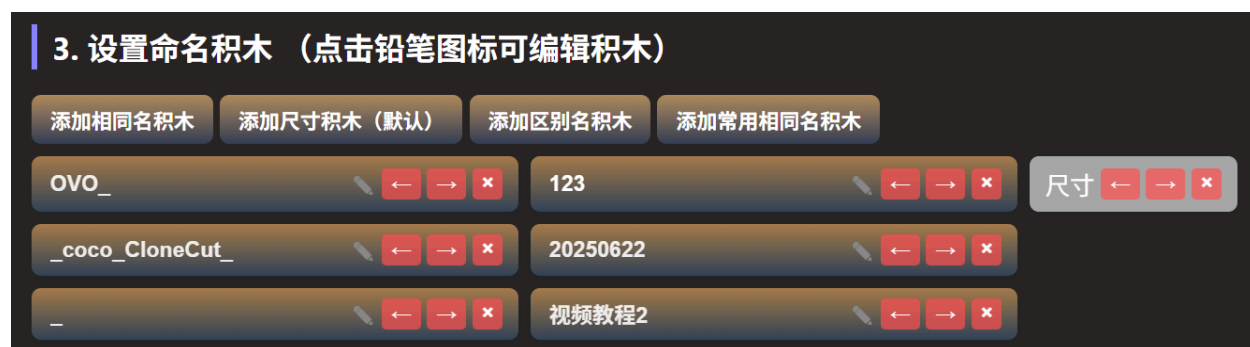 3. 设置命名积木 （点击铅笔图标可编辑积木）
添加相同名积木 添加尺寸积木（默认） 添加区别名积木 添加常用相同名积木
OVO_ ← → × 123 ← → × 尺寸 ← → ×
_coco_CloneCut_ ← → × 20250622 ← → ×
_ ← → × 视频教程2 ← → ×